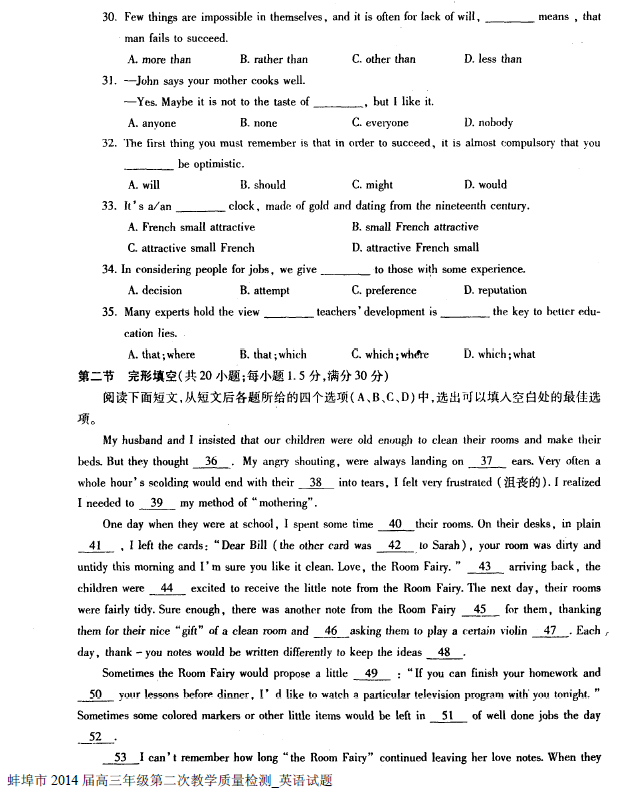 30. Few things are impossible in themselves, and it is often for lack of will, ________ means , that
man fails to succeed.
A. more than B. rather than C. other than D. less than
31. —John says your mother cooks well.
—Yes. Maybe it is not to the taste of ________, but I like it.
A. anyone B. none C. everyone D. nobody
32. The first thing you must remember is that in order to succeed, it is almost compulsory that you
________ be optimistic.
A. will B. should C. might D. would
33. It's a/an ________ clock, made of gold and dating from the nineteenth century.
A. French small attractive B. small French attractive
C. attractive small French D. attractive French small
34. In considering people for jobs, we give ________ to those with some experience.
A. decision B. attempt C. preference D. reputation
35. Many experts hold the view ________ teachers' development is ________ the key to better edu-
cation lies.
A. that;where B. that;which C. which;where D. which;what
第二节 完形填空(共20小题;每小题1.5分,满分30分)
阅读下面短文,从短文后各题所给的四个选项(A、B、C、D)中,选出可以填入空白处的最佳选
项。
My husband and I insisted that our children were old enough to clean their rooms and make their
beds. But they thought 36 . My angry shouting, were always landing on 37 ears. Very often a
whole hour's scolding would end with their 38 into tears, I felt very frustrated (沮丧的). I realized
I needed to 39 my method of "mothering".
One day when they were at school, I spent some time 40 their rooms. On their desks, in plain
41 , I left the cards: "Dear Bill (the other card was 42 to Sarah), your room was dirty and
untidy this morning and I'm sure you like it clean. Love, the Room Fairy." 43 arriving back, the
children were 44 excited to receive the little note from the Room Fairy. The next day, their rooms
were fairly tidy. Sure enough, there was another note from the Room Fairy 45 for them, thanking
them for their nice "gift" of a clean room and 46 asking them to play a certain violin 47 . Each
day, thank-you notes would be written differently to keep the ideas 48 .
Sometimes the Room Fairy would propose a little 49 : "If you can finish your homework and
50 your lessons before dinner, I'd like to watch a particular television program with you tonight."
Sometimes some colored markers or other little items would be left in 51 of well done jobs the day
52 .
53 I can't remember how long "the Room Fairy" continued leaving her love notes. When they
蚌埠市 2014 届高三年级第二次教学质量检测_英语试题